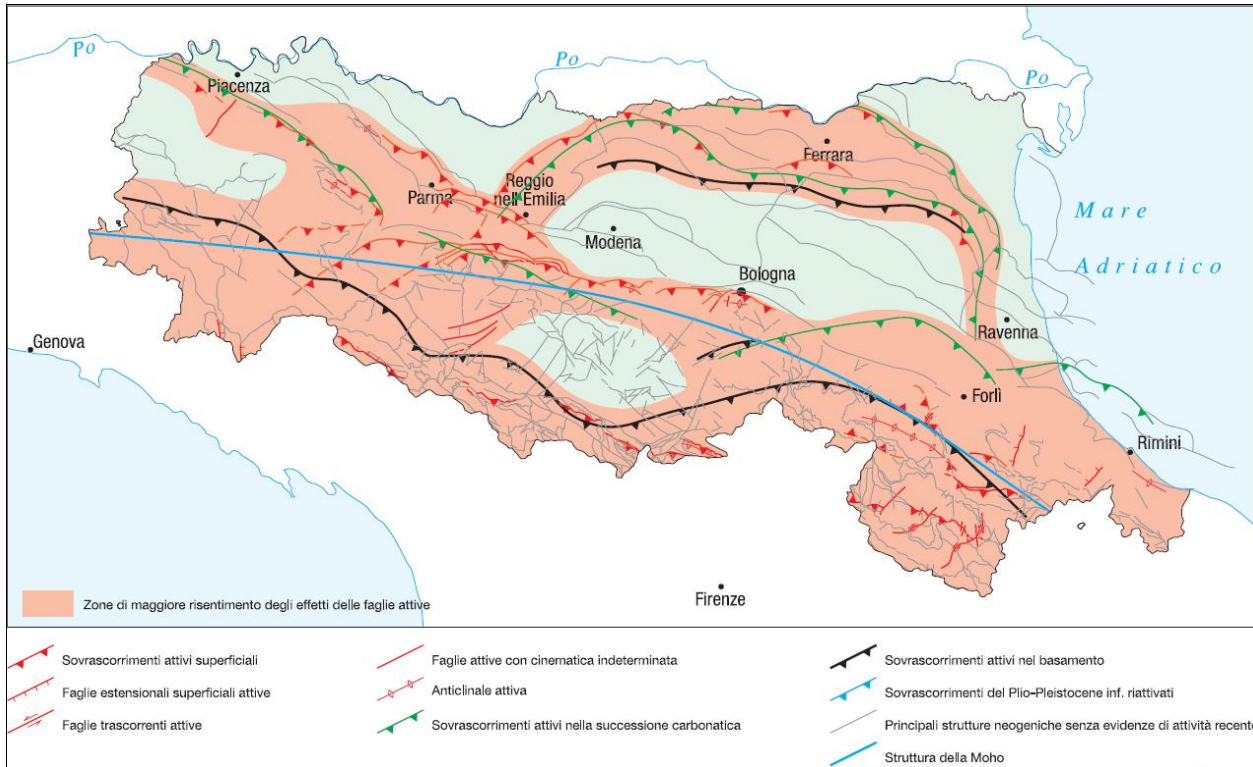 Po
Po
Po
Piacenza
Ferrara
Parma
Reggio
nell'Emilia
Modena
Mare
Adriatico
Bologna
Ravenna
Genova
Forlì
Rimini
Firenze
Zone di maggiore risentimento degli effetti delle faglie attive
Sovrascorrimenti attivi superficiali
Faglie estensionali superficiali attive
Faglie trascorrenti attive
Faglie attive con cinematica indeterminata
Anticlinale attiva
Sovrascorrimenti attivi nella successione carbonatica
Sovrascorrimenti attivi nel basamento
Sovrascorrimenti del Plio-Pleistocene inf. riattivati
Principali strutture neogeniche senza evidenze di attività recente
Struttura della Moho